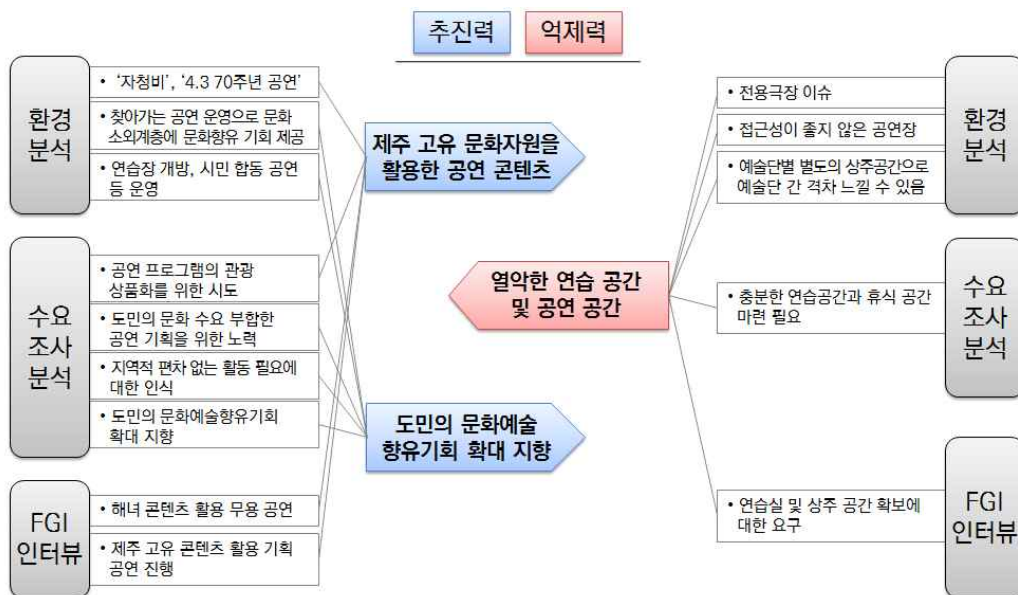 추진력
억제력
환경
분석
• ‘자청비’, ‘4.3 70주년 공연’
• 찾아가는 공연 운영으로 문화
소외계층에 문화향유 기회 제공
• 연습장 개방, 시민 합동 공연
등 운영
수요
조사
분석
• 공연 프로그램의 관광
상품화를 위한 시도
• 도민의 문화 수요 부합한
공연 기획을 위한 노력
• 지역적 편차 없는 활동 필요에
대한 인식
• 도민의 문화예술향유기회
확대 지향
FGI
인터뷰
• 해녀 콘텐츠 활용 무용 공연
• 제주 고유 콘텐츠 활용 기획
공연 진행
제주 고유 문화자원을
활용한 공연 콘텐츠
열악한 연습 공간
및 공연 공간
도민의 문화예술
향유기회 확대 지향
• 전용극장 이슈
• 접근성이 좋지 않은 공연장
• 예술단별 별도의 상주공간으로
예술단 간 격차 느낄 수 있음
환경
분석
• 충분한 연습공간과 휴식 공간
마련 필요
수요
조사
분석
• 연습실 및 상주 공간 확보에
대한 요구
FGI
인터뷰